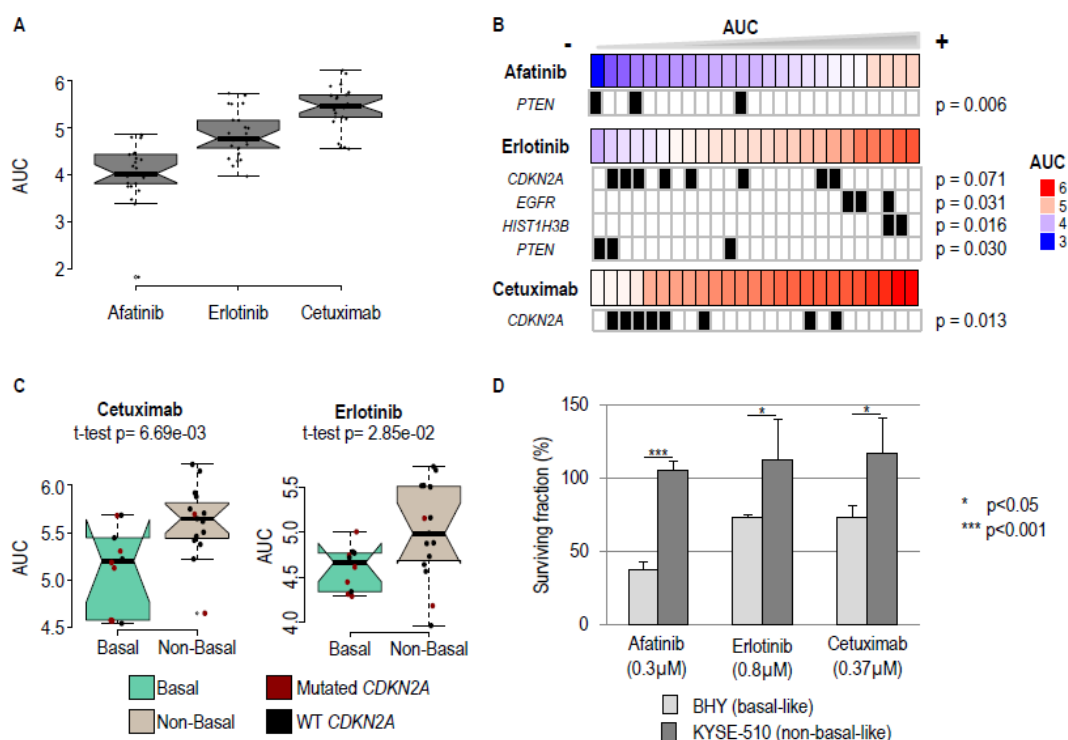 A
AUC
6
5
4
3
2
Afatinib
Erlotinib
Cetuximab
B
AUC
-
+
Afatinib
PTEN
p = 0.006
Erlotinib
CDKN2A
p = 0.071
EGFR
p = 0.031
HIST1H3B
p = 0.016
PTEN
p = 0.030
Cetuximab
CDKN2A
p = 0.013
AUC
6
5
4
3
C
Cetuximab
t-test p= 6.69e-03
AUC
6.0
5.5
5.0
4.5
Basal
Non-Basal
Erlotinib
t-test p= 2.85e-02
AUC
5.5
5.0
4.5
4.0
Basal
Non-Basal
Basal
Mutated CDKN2A
Non-Basal
WT CDKN2A
D
Surviving fraction (%)
150
100
50
0
***
*
*
Afatinib
(0.3µM)
Erlotinib
(0.8µM)
Cetuximab
(0.37µM)
* p<0.05
*** p<0.001
BHY (basal-like)
KYSE-510 (non-basal-like)